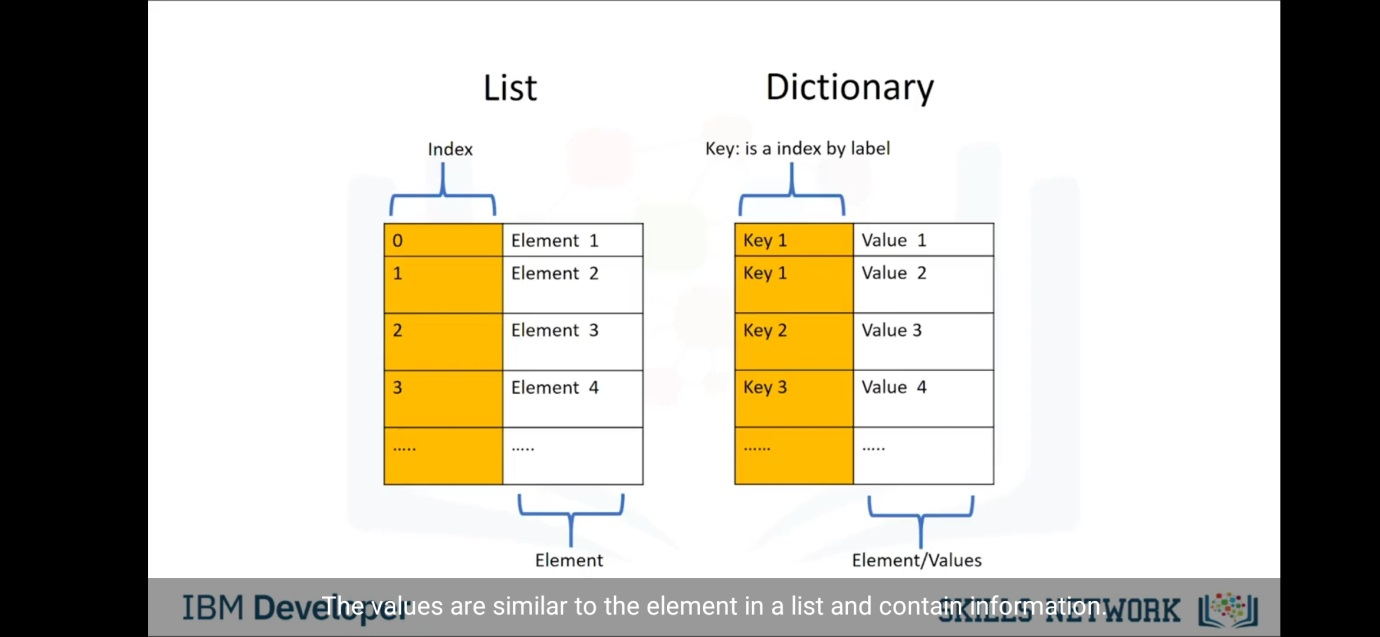 List
Dictionary
Index
Key: is a index by label
0 Element 1
1 Element 2
2 Element 3
3 Element 4
..... .....
Key 1 Value 1
Key 1 Value 2
Key 2 Value 3
Key 3 Value 4
...... .....
Element
Element/Values
IBM Developer
The values are similar to the element in a list and contain information.
SKILLS NETWORK